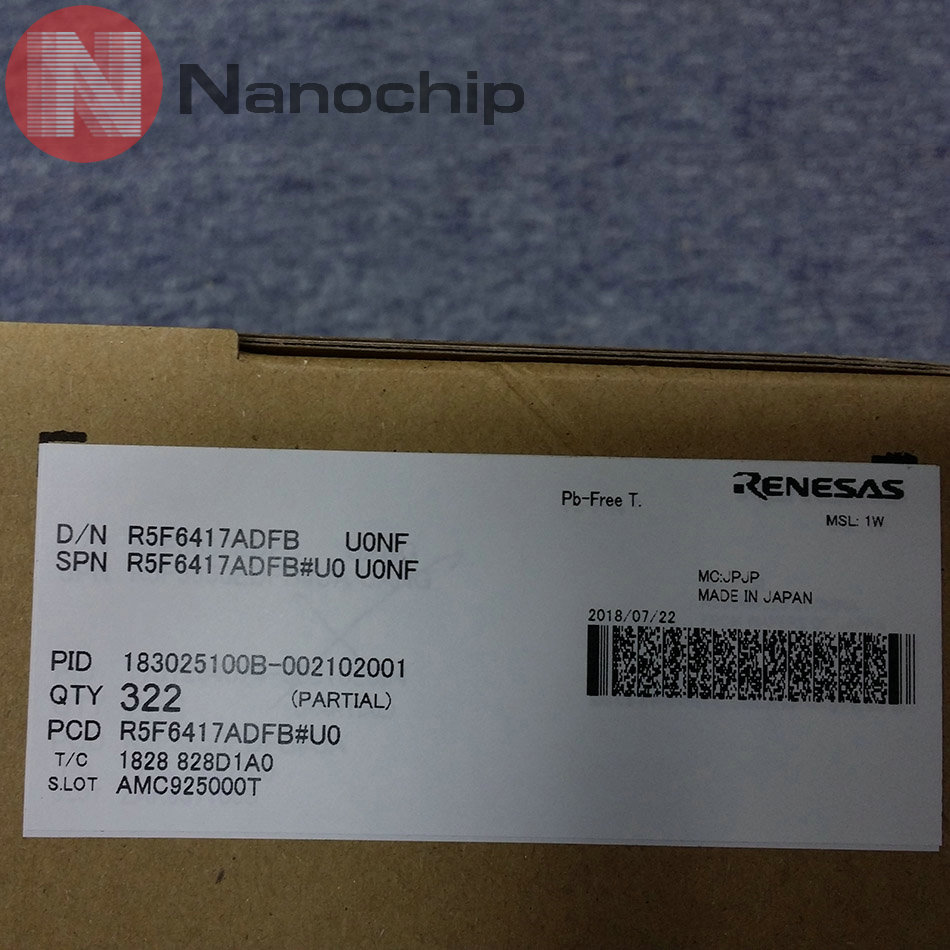 N Nanochip
RENESAS
Pb-Free T.
MSL: 1W
D/N R5F6417ADFB U0NF
SPN R5F6417ADFB#U0 U0NF
MC:JPJP
MADE IN JAPAN
2018/07/22
PID 183025100B-002102001
QTY 322 (PARTIAL)
PCD R5F6417ADFB#U0
T/C 1828 828D1A0
S.LOT AMC925000T